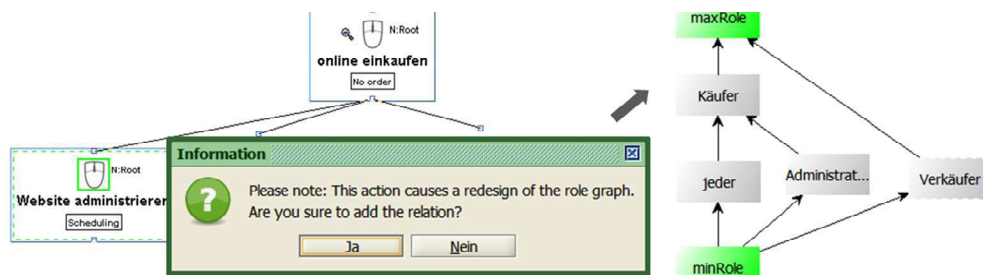 N:Root
online einkaufen
No order
N:Root
Website administrieren
Scheduling
Information
Please note: This action causes a redesign of the role graph.
Are you sure to add the relation?
Ja
Nein
maxRole
Käufer
jeder
Administrat...
Verkäufer
minRole